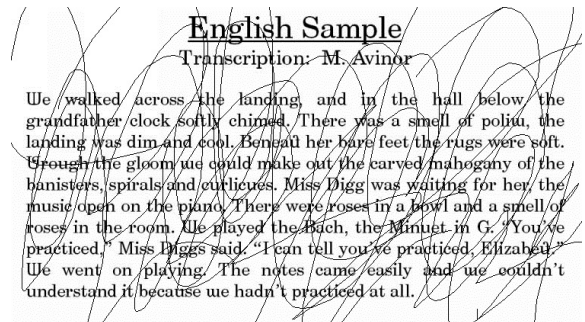 English Sample
Transcription: M. Avinor
We walked across the landing, and in the hall below the
grandfather clock softly chimed. There was a smell of
landing was dim and cool. her bare feet the rugs were soft.
the gloom we could make out the carved mahogany of the
banisters, spirals and curlicues. Miss Digg was waiting for her, the
music open on the piano. There were roses in a bowl and a smell of
roses in the room. We played the Bach, the Minuet in G. “You’ve
practiced,” Miss Diggs said. “I can tell you’ve practiced,
We went on playing. The notes came easily and we couldn’t
understand it because we hadn’t practiced at all.